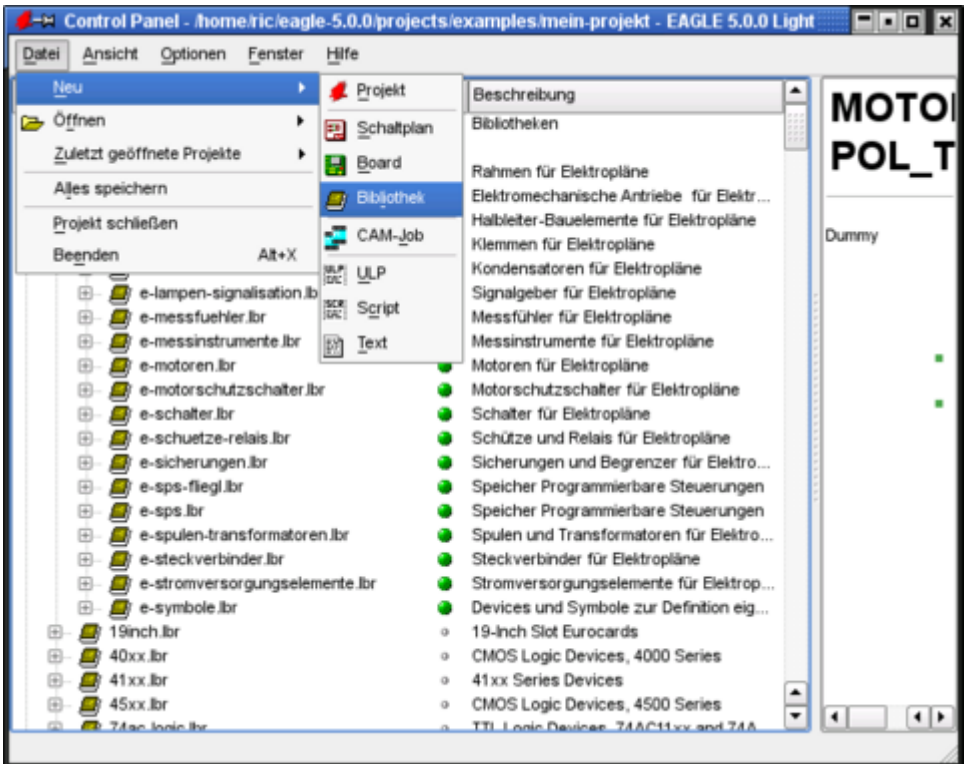 Control Panel - /home/ric/eagle-5.0.0/projects/examples/mein-projekt - EAGLE 5.0.0 Light
Datei Ansicht Optionen Fenster Hilfe
Neu
Öffnen
Zuletzt geöffnete Projekte
Alles speichern
Projekt schließen
Beenden Alt+X
Projekt
Schaltplan
Board
Bibliothek
CAM-Job
ULP
Script
Text
Beschreibung
Bibliotheken
Rahmen für Elektropläne
Elektromechanische Antriebe für Elektr...
Halbleiter-Bauelemente für Elektropläne
Klemmen für Elektropläne
Kondensatoren für Elektropläne
e-lampen-signalisation.lb Signalgeber für Elektropläne
e-messfuehler.lbr Messfühler für Elektropläne
e-messinstrumente.lbr Messinstrumente für Elektropläne
e-motoren.lbr Motoren für Elektropläne
e-motorschutzschalter.lbr Motorschutzschalter für Elektropläne
e-schalter.lbr Schalter für Elektropläne
e-schuetze-relais.lbr Schütze und Relais für Elektropläne
e-sicherungen.lbr Sicherungen und Begrenzer für Elektro...
e-sps-fliegl.lbr Speicher Programmierbare Steuerungen
e-sps.lbr Speicher Programmierbare Steuerungen
e-spulen-transformatoren.lbr Spulen und Transformatoren für Elektro...
e-steckverbinder.lbr Steckverbinder für Elektropläne
e-stromversorgungselemente.lbr Stromversorgungselemente für Elektrop...
e-symbole.lbr Devices und Symbole zur Definition eig...
19inch.lbr 19-Inch Slot Eurocards
40xx.lbr CMOS Logic Devices, 4000 Series
41xx.lbr 41xx Series Devices
45xx.lbr CMOS Logic Devices, 4500 Series
74ac-logic.lbr TTL Logic Devices, 74AC11xx and 74A
MOTO
POL_T
Dummy